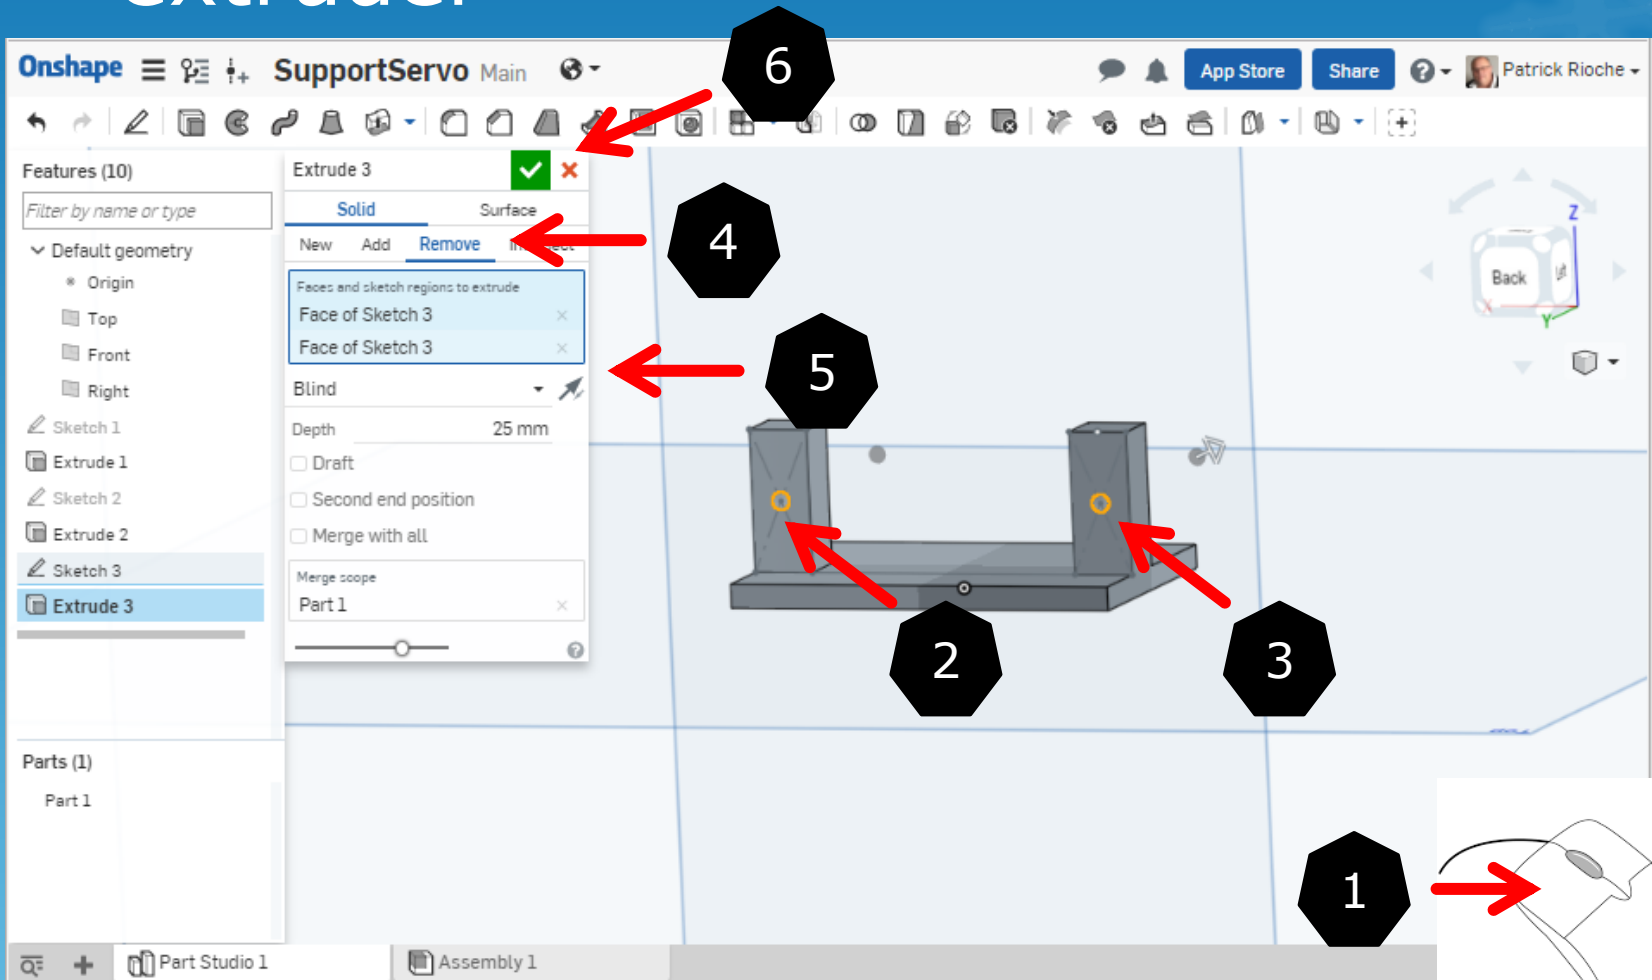 extruder
Onshape SupportServo Main
App Store
Share
Patrick Rioche
6
Features (10)
Filter by name or type
Default geometry
Origin
Top
Front
Right
Sketch 1
Extrude 1
Sketch 2
Extrude 2
Sketch 3
Extrude 3
Extrude 3
Solid
Surface
New
Add
Remove
Faces and sketch regions to extrude
Face of Sketch 3
Face of Sketch 3
Blind
Depth
25 mm
Draft
Second end position
Merge with all
Merge scope
Part 1
4
5
2
3
1
Z
Back
Left
X
Y
Parts (1)
Part 1
Part Studio 1
Assembly 1